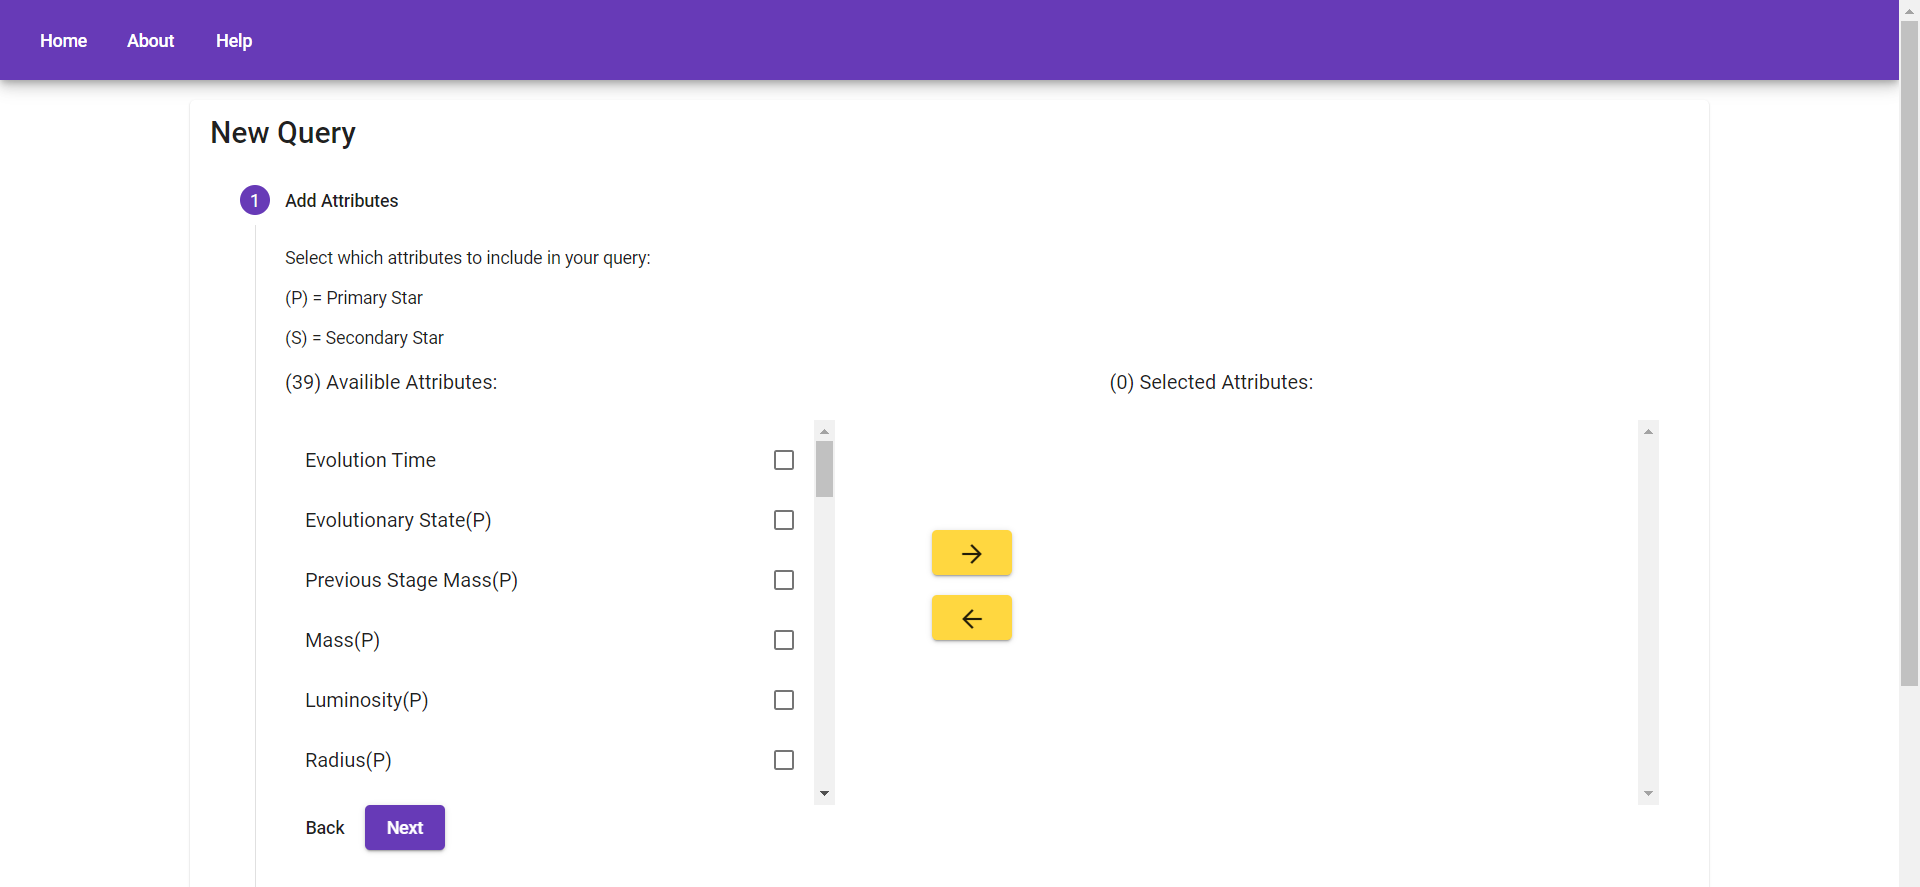 Home About Help
New Query
1 Add Attributes
Select which attributes to include in your query:
(P) = Primary Star
(S) = Secondary Star
(39) Availible Attributes:
(0) Selected Attributes:
Evolution Time
Evolutionary State(P)
Previous Stage Mass(P)
Mass(P)
Luminosity(P)
Radius(P)
Back Next